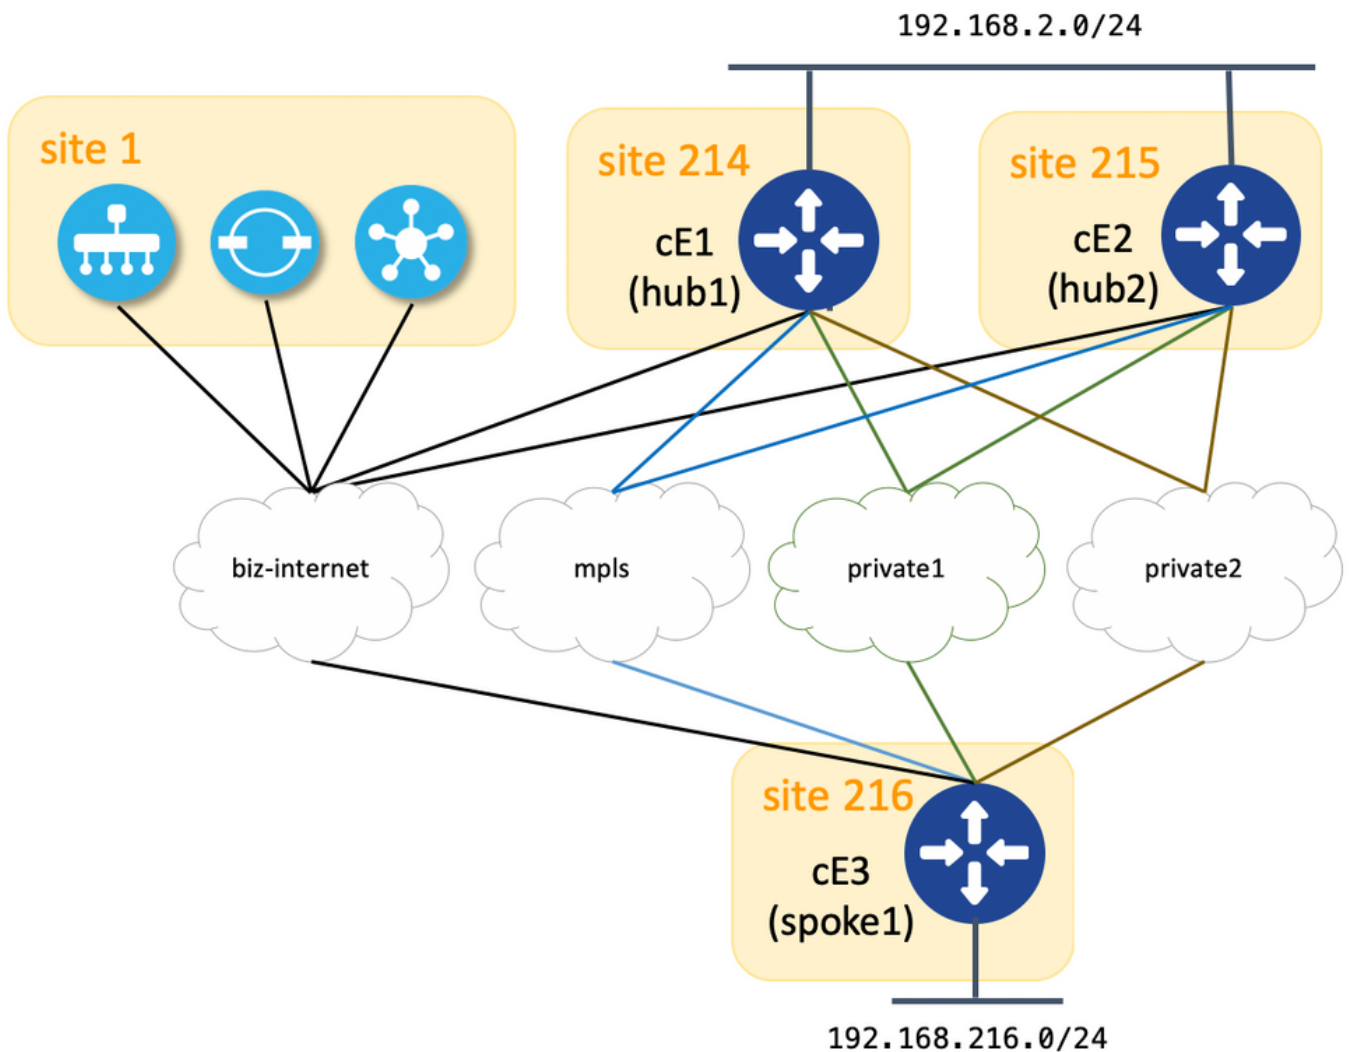 192.168.2.0/24
site 1
site 214
cE1
(hub1)
site 215
cE2
(hub2)
biz-internet
mpls
private1
private2
site 216
cE3
(spoke1)
192.168.216.0/24